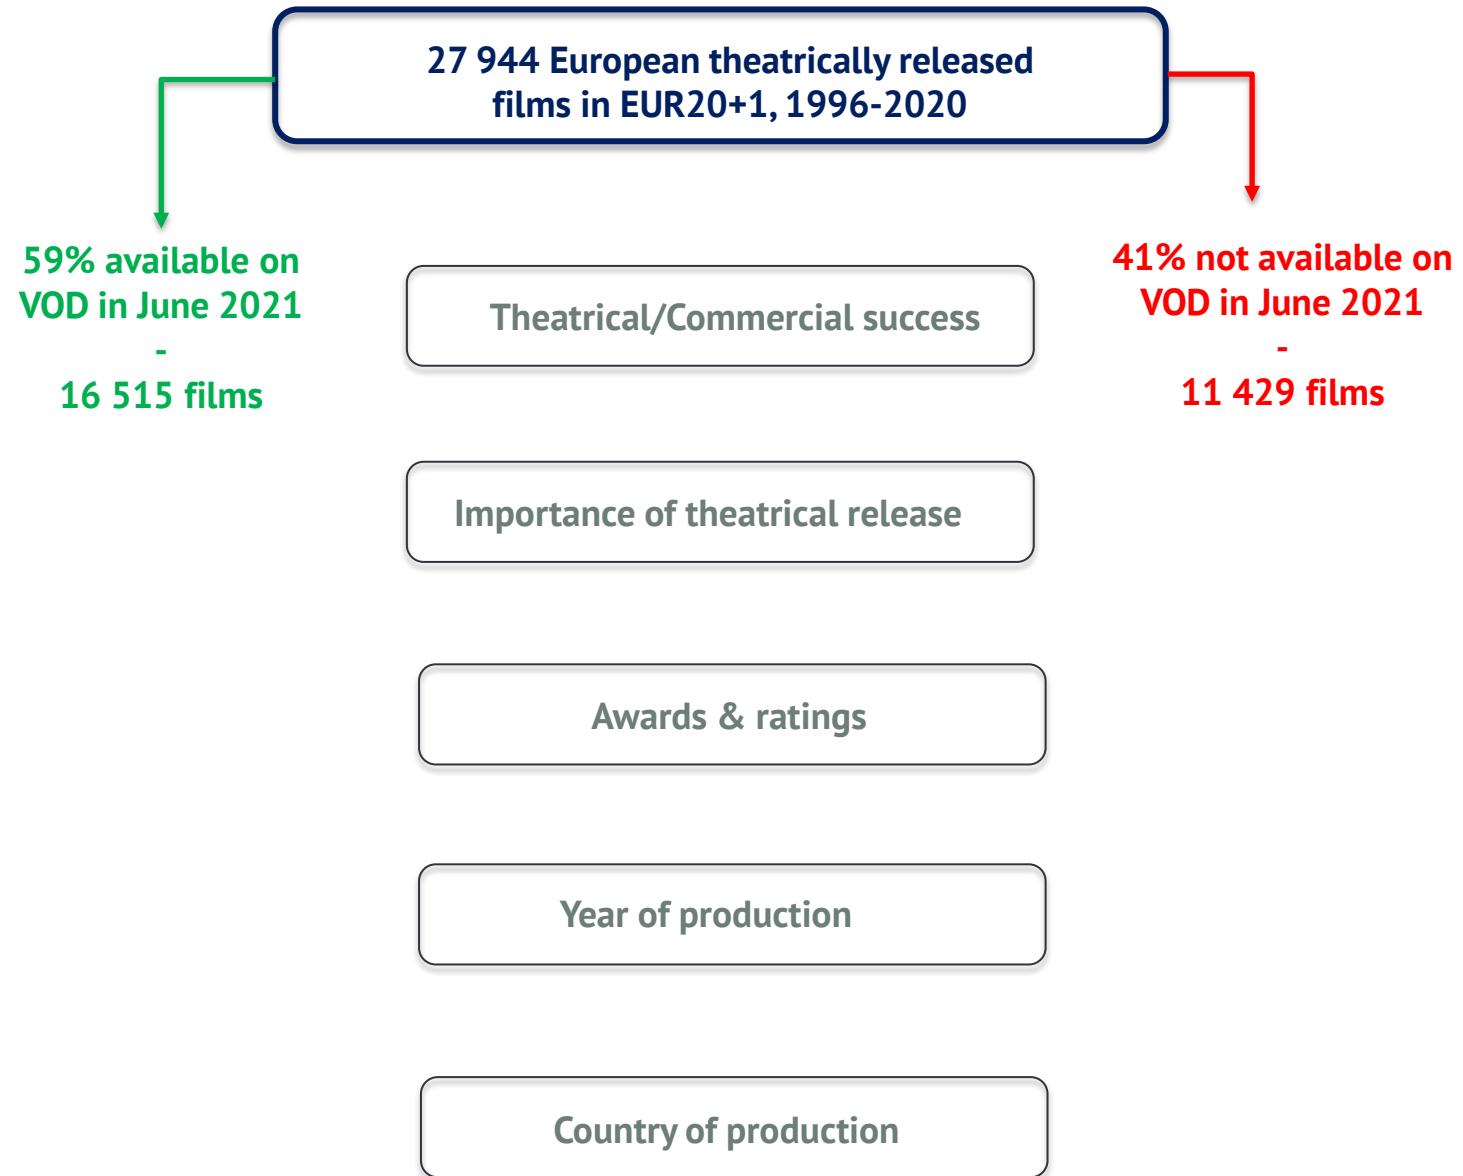 27 944 European theatrically released
films in EUR20+1, 1996-2020
59% available on
VOD in June 2021
-
16 515 films
41% not available on
VOD in June 2021
-
11 429 films
Theatrical/Commercial success
Importance of theatrical release
Awards & ratings
Year of production
Country of production